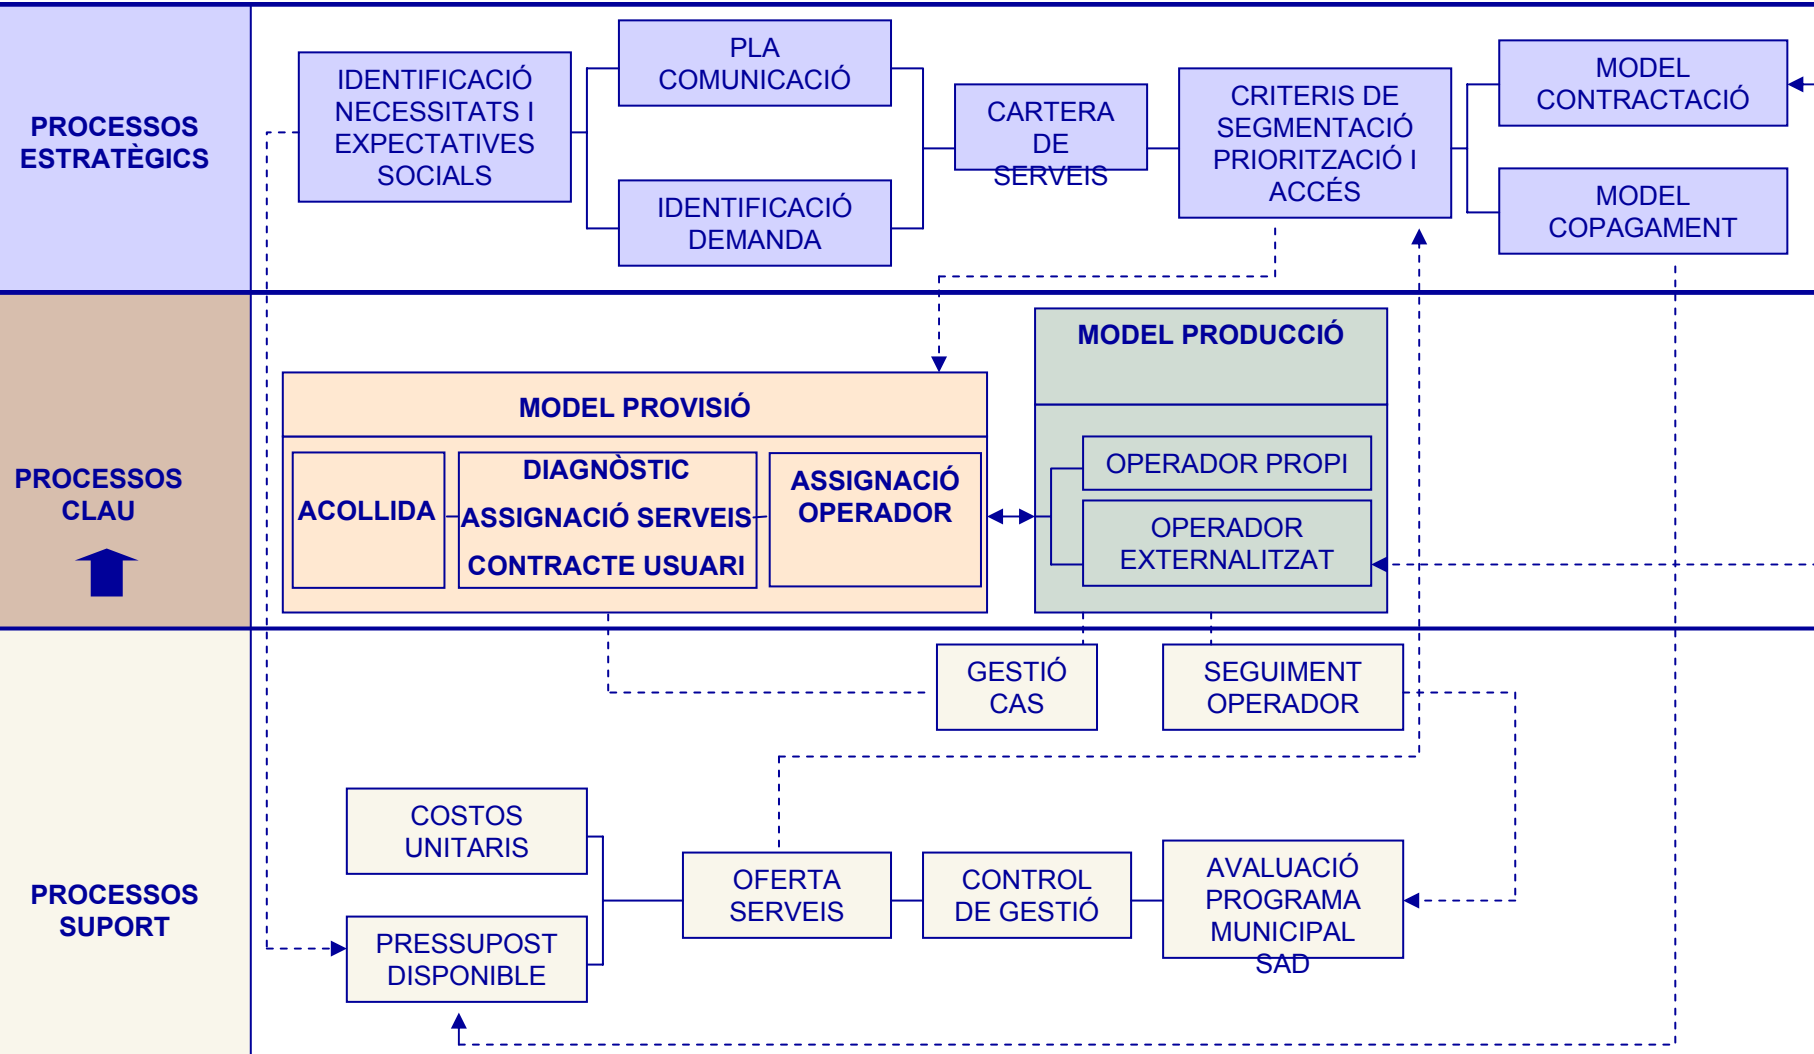 PROCESSOS
ESTRATÈGICS
IDENTIFICACIÓ
NECESSITATS I
EXPECTATIVES
SOCIALS
PLA
COMUNICACIÓ
IDENTIFICACIÓ
DEMANDA
CARTERA
DE
SERVEIS
CRITERIS DE
SEGMENTACIÓ
PRIORITZACIÓ I
ACCÉS
MODEL
CONTRACTACIÓ
MODEL
COPAGAMENT
PROCESSOS
CLAU
MODEL PROVISIÓ
ACOLLIDA
DIAGNÒSTIC
ASSIGNACIÓ SERVEIS
CONTRACTE USUARI
ASSIGNACIÓ
OPERADOR
MODEL PRODUCCIÓ
OPERADOR PROPI
OPERADOR
EXTERNALITZAT
PROCESSOS
SUPORT
GESTIÓ
CAS
SEGUIMENT
OPERADOR
COSTOS
UNITARIS
PRESSUPOST
DISPONIBLE
OFERTA
SERVEIS
CONTROL
DE GESTIÓ
AVALUACIÓ
PROGRAMA
MUNICIPAL
SAD